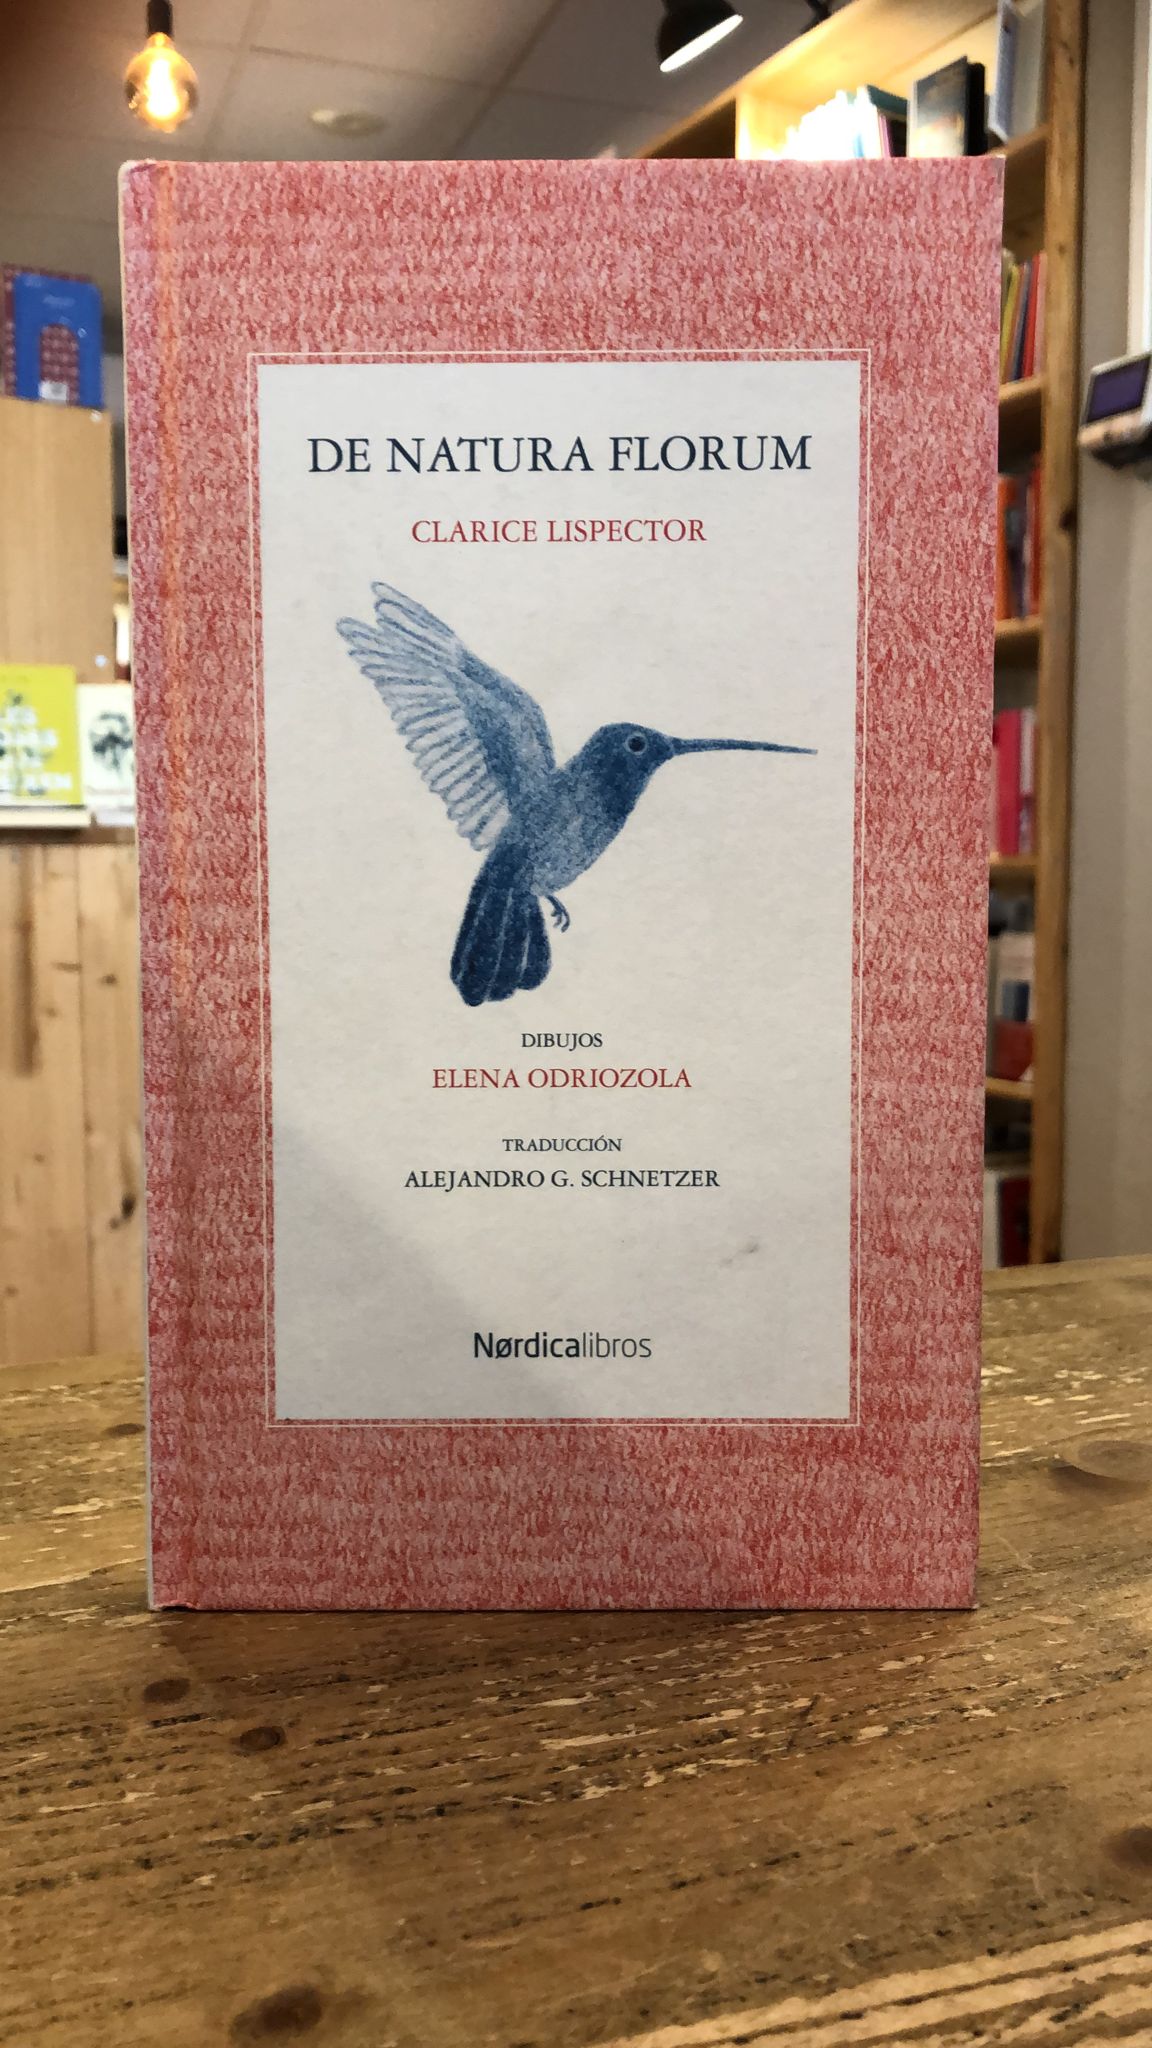 DE NATURA FLORUM
CLARICE LISPECTOR
DIBUJOS
ELENA ODRIOZOLA
TRADUCCIÓN
ALEJANDRO G. SCHNETZER
Nørdicalibros